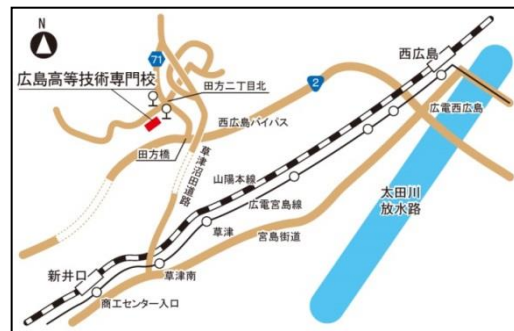 N
71
西広島
広島高等技術専門校
田方二丁目北
2
広電西広島
西広島バイパス
田方橋
草津沼田道路
山陽本線
広電宮島線
太田川
放水路
草津
宮島街道
新井口
草津南
商工センター入口